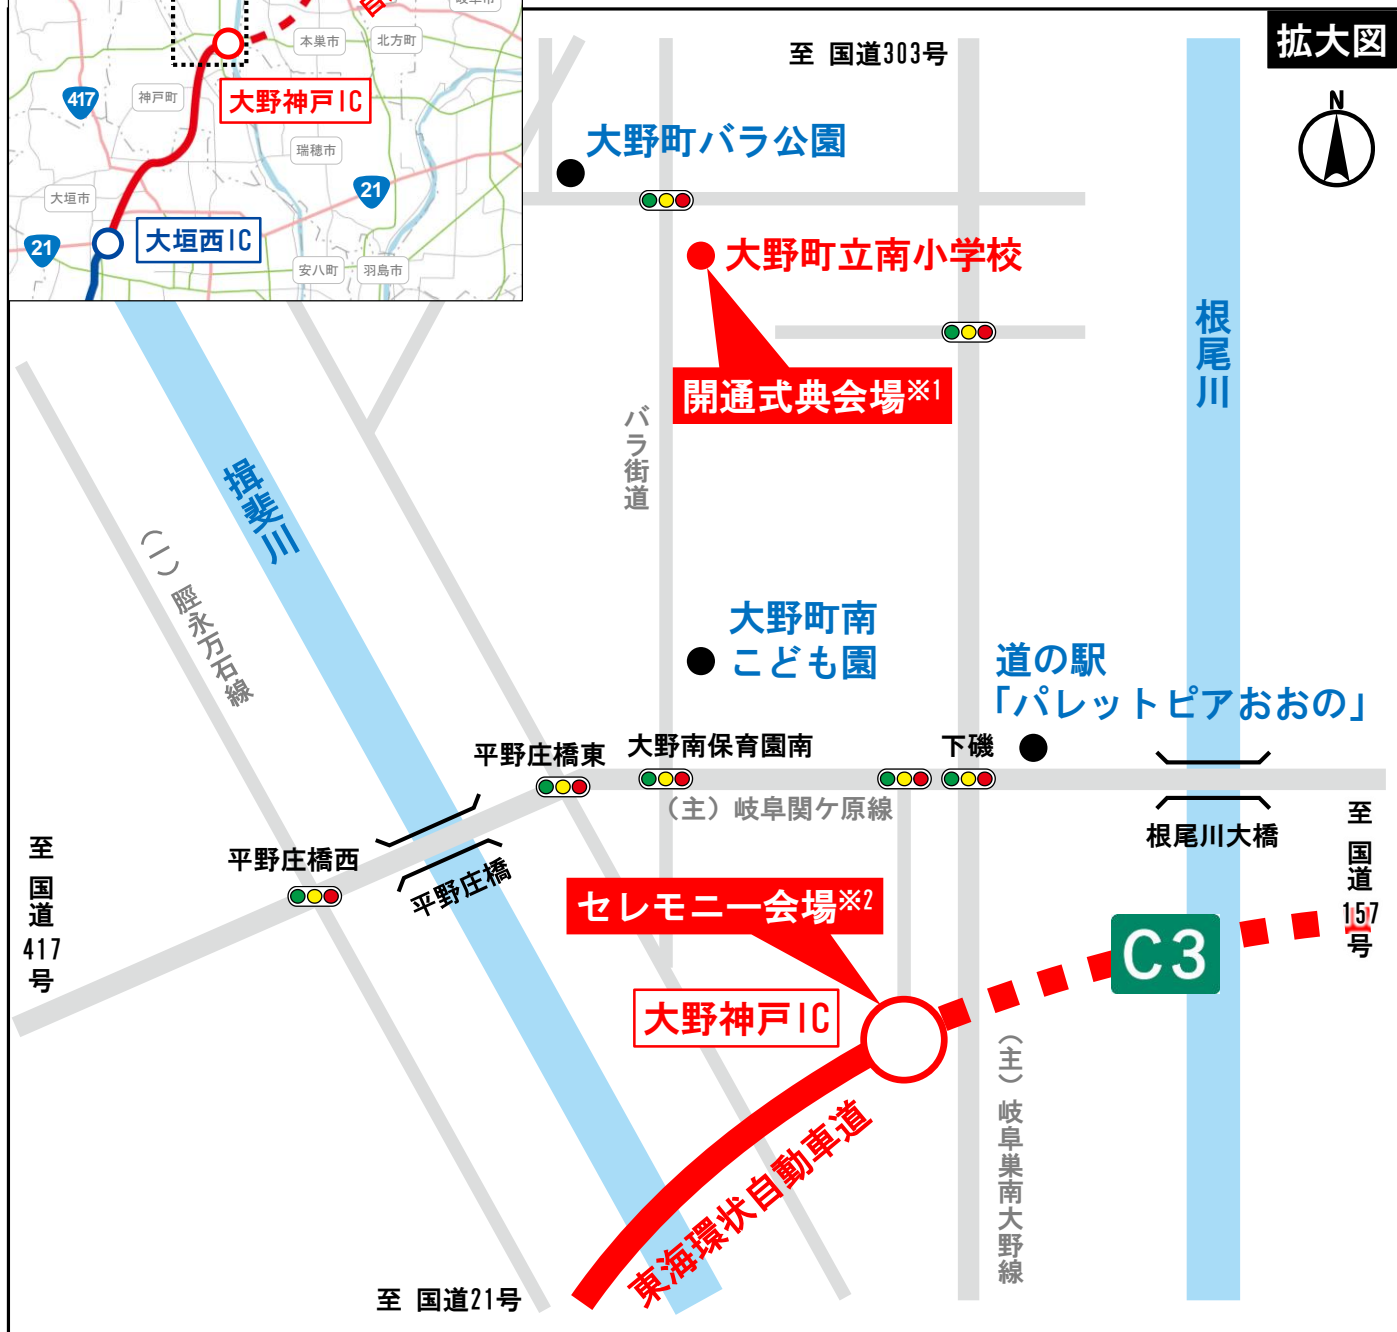 岐阜市
本巣市
北方町
417
神戸町
大野神戸IC
瑞穂市
大垣市
21
21
大垣西IC
安八町
羽島市
拡大図
N
至 国道303号
大野町バラ公園
大野町立南小学校
開通式典会場※1
根尾川
バラ街道
揖斐川
(一)脛永万石線
大野町南
こども園
道の駅
「パレットピアおおの」
平野庄橋東
大野南保育園南
下磯
(主)岐阜関ケ原線
根尾川大橋
平野庄橋西
平野庄橋
至 国道417号
至 国道157号
セレモニー会場※2
C3
大野神戸IC
(主)岐阜巣南大野線
東海環状自動車道
至 国道21号